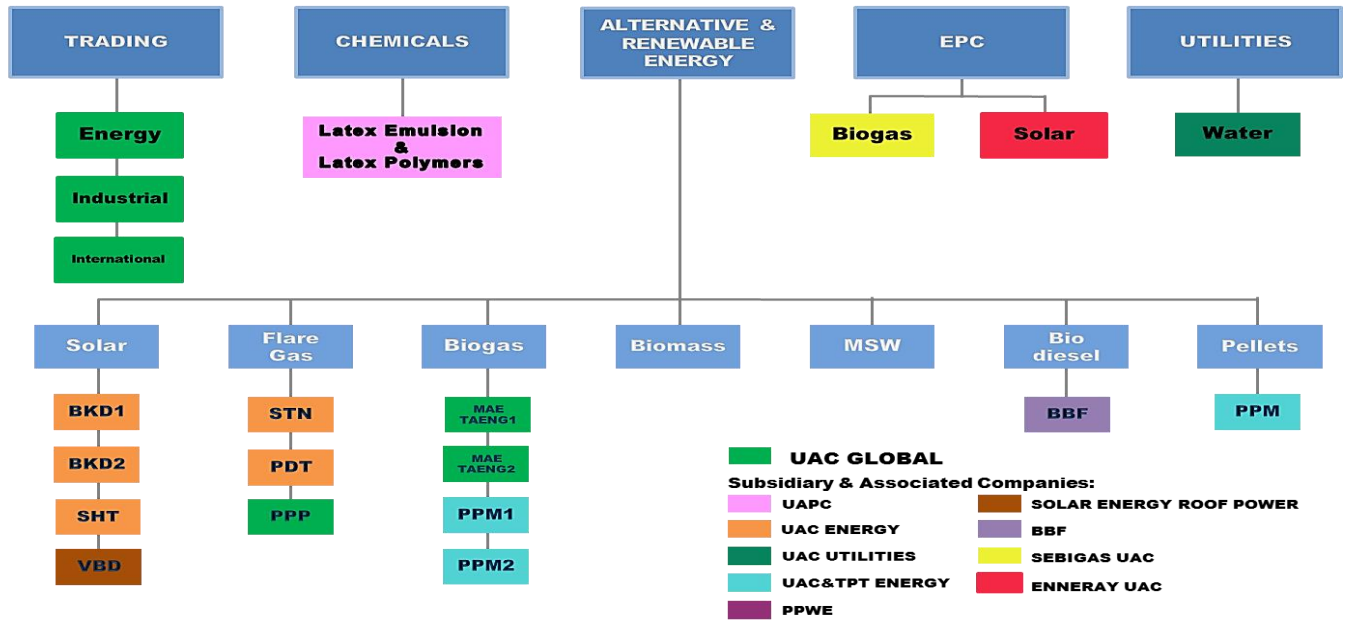 TRADING
CHEMICALS
ALTERNATIVE &
RENEWABLE
ENERGY
EPC
UTILITIES
Energy
Industrial
International
Latex Emulsion
&
Latex Polymers
Biogas
Solar
Water
Solar
Flare
Gas
Biogas
Biomass
MSW
Bio
diesel
Pellets
BKD1
BKD2
SHT
VBD
STN
PDT
PPP
MAE
TAENG1
MAE
TAENG2
PPM1
PPM2
BBF
PPM
UAC GLOBAL
Subsidiary & Associated Companies:
UAPC
UAC ENERGY
UAC UTILITIES
UAC&TPT ENERGY
PPWE
SOLAR ENERGY ROOF POWER
BBF
SEBIGAS UAC
ENNERAY UAC